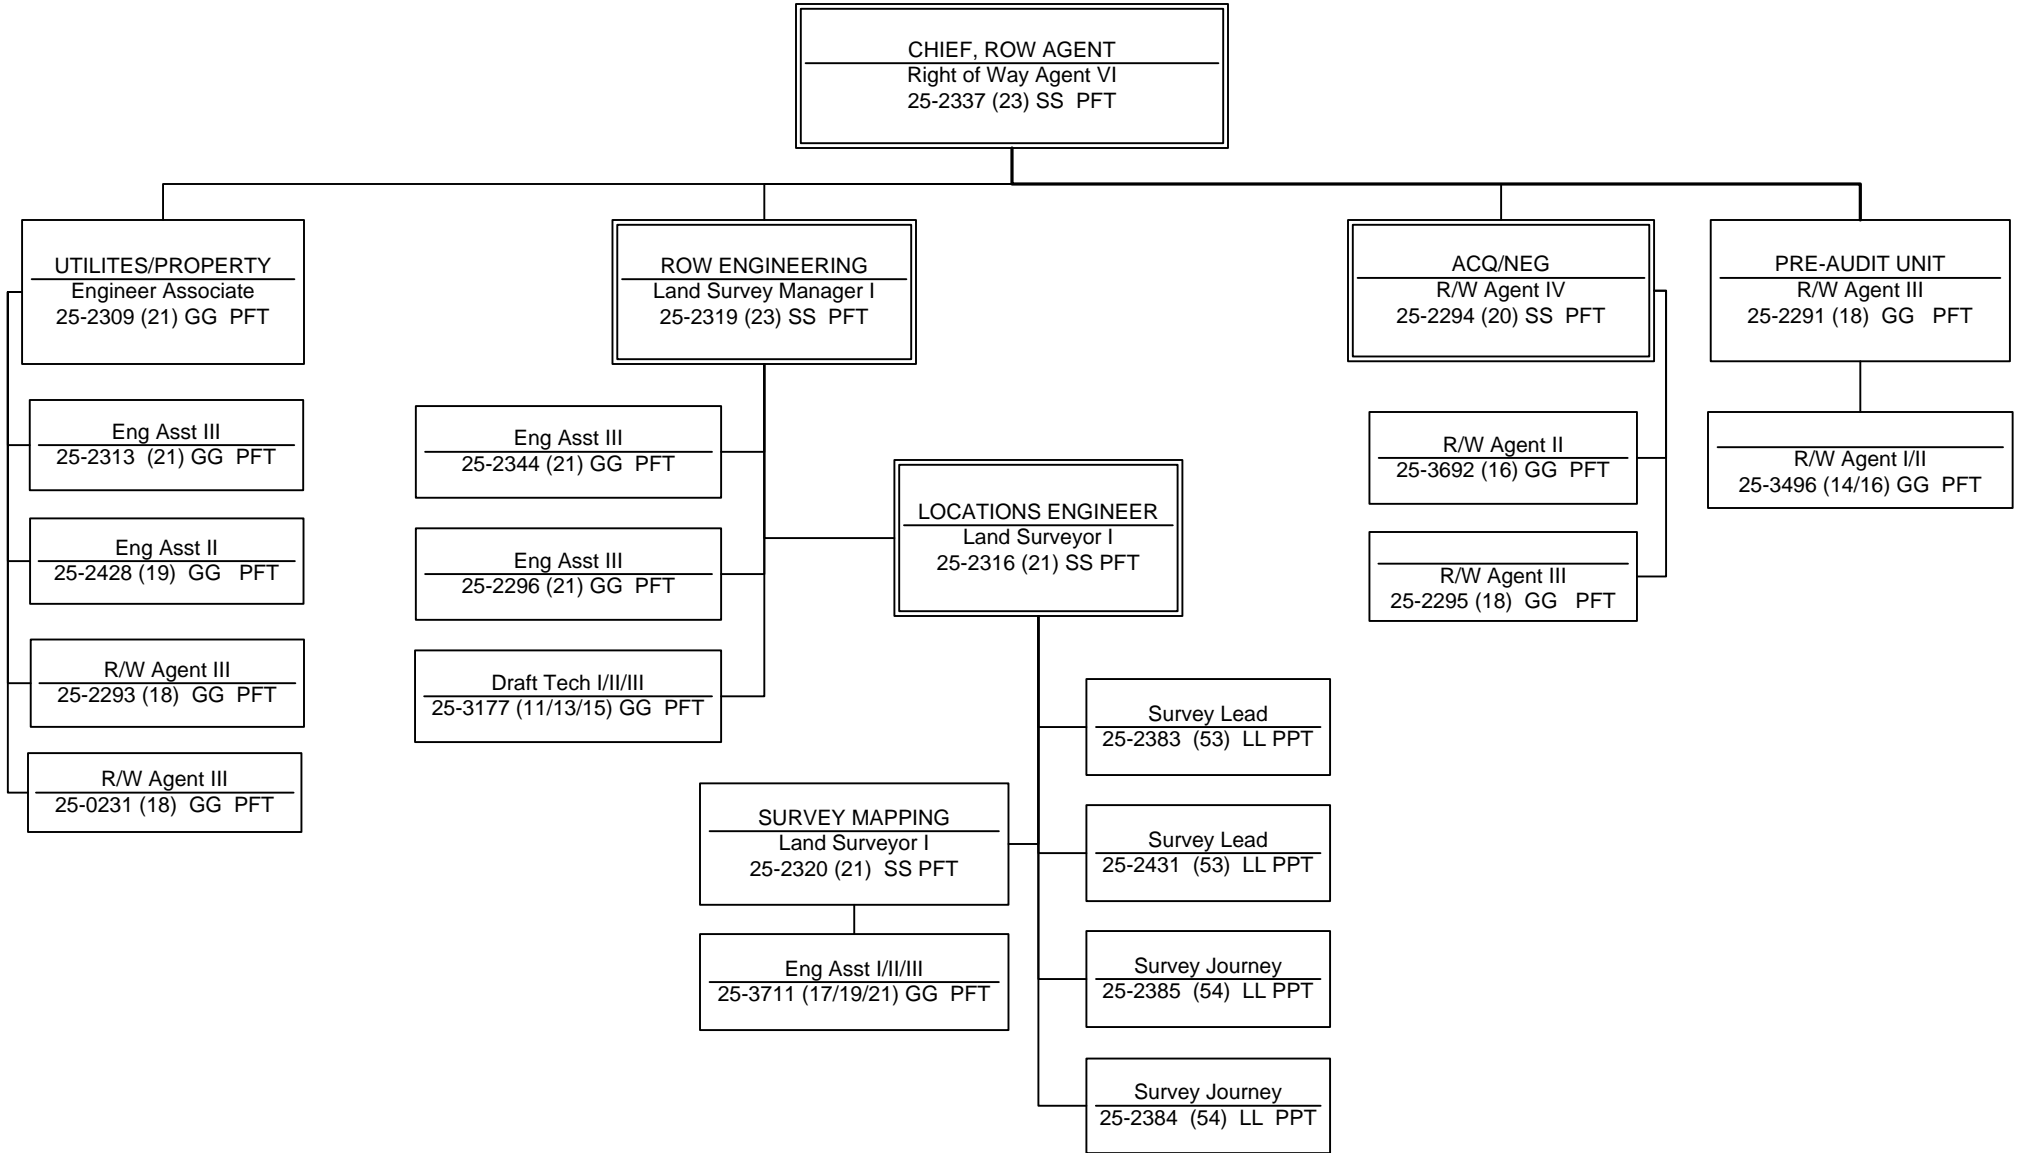 CHIEF, ROW AGENT
Right of Way Agent VI
25-2337 (23) SS  PFT
UTILITES/PROPERTY
Engineer Associate
25-2309 (21) GG  PFT
Eng Asst III
25-2313  (21) GG  PFT
Eng Asst II
25-2428 (19)  GG   PFT
R/W Agent III
25-2293 (18)  GG  PFT
R/W Agent III
25-0231 (18)  GG  PFT
ROW ENGINEERING
Land Survey Manager I
25-2319 (23) SS  PFT
Eng Asst III
25-2344 (21) GG  PFT
Eng Asst III
25-2296 (21) GG  PFT
Draft Tech I/II/III
25-3177 (11/13/15) GG  PFT
LOCATIONS ENGINEER
Land Surveyor I
25-2316 (21) SS PFT
SURVEY MAPPING
Land Surveyor I
25-2320 (21)  SS PFT
Eng Asst I/II/III
25-3711 (17/19/21) GG  PFT
Survey Lead
25-2383  (53)  LL PPT
Survey Lead
25-2431  (53)  LL PPT
Survey Journey
25-2385  (54)  LL PPT
Survey Journey
25-2384  (54)  LL  PPT
ACQ/NEG
R/W Agent IV
25-2294 (20) SS  PFT
R/W Agent II
25-3692 (16) GG  PFT
R/W Agent III
25-2295 (18)  GG   PFT
PRE-AUDIT UNIT
R/W Agent III
25-2291 (18)  GG   PFT
R/W Agent I/II
25-3496 (14/16) GG  PFT